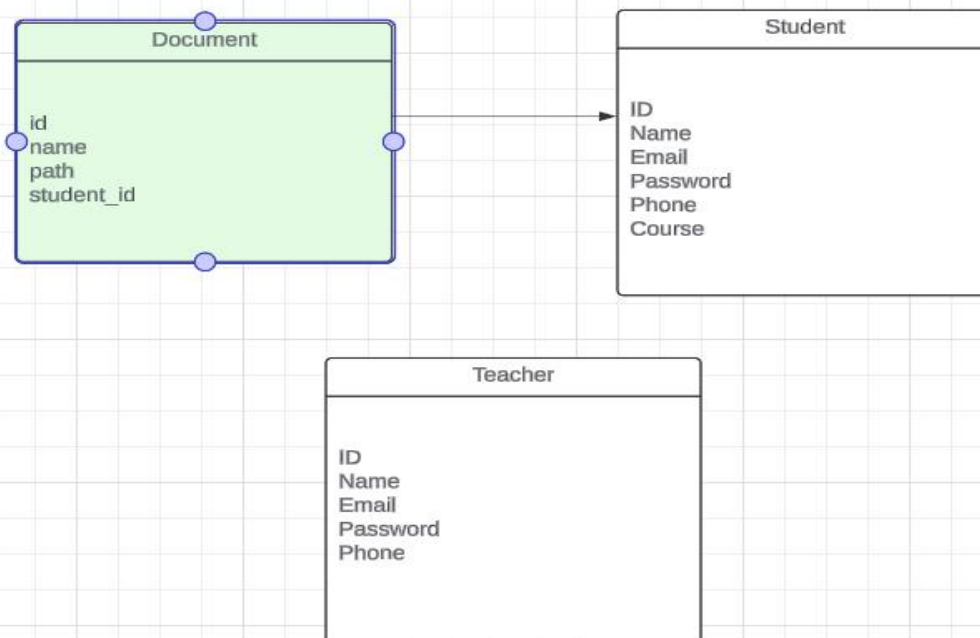 Document
id
name
path
student_id
Student
ID
Name
Email
Password
Phone
Course
Teacher
ID
Name
Email
Password
Phone